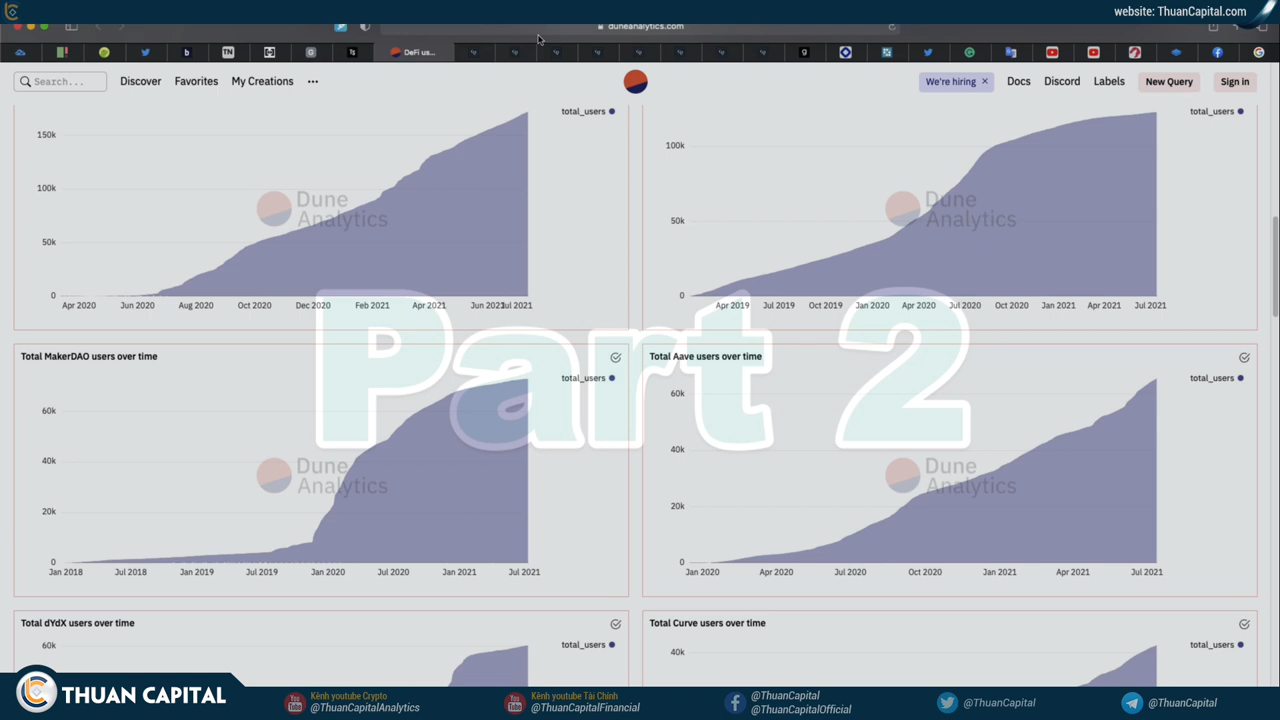 website: ThuanCapital.com
duneanalytics.com
DeFi us...
Search...
Discover
Favorites
My Creations
We're hiring
Docs
Discord
Labels
New Query
Sign in
total_users
150k
100k
50k
0
Apr 2020
Jun 2020
Aug 2020
Oct 2020
Dec 2020
Feb 2021
Apr 2021
Jun 2021
Jul 2021
Dune
Analytics
total_users
100k
50k
0
Apr 2019
Jul 2019
Oct 2019
Jan 2020
Apr 2020
Jul 2020
Oct 2020
Jan 2021
Apr 2021
Jul 2021
Dune
Analytics
Part 2
Total MakerDAO users over time
total_users
60k
40k
20k
0
Jan 2018
Jul 2018
Jan 2019
Jul 2019
Jan 2020
Jul 2020
Jan 2021
Jul 2021
Dune
Analytics
Total Aave users over time
total_users
60k
40k
20k
0
Jan 2020
Apr 2020
Jul 2020
Oct 2020
Jan 2021
Apr 2021
Jul 2021
Dune
Analytics
Total dYdX users over time
total_users
60k
Total Curve users over time
total_users
40k
THUAN CAPITAL
Kênh youtube Crypto
@ThuanCapitalAnalytics
Kênh youtube Tài Chính
@ThuanCapitalFinancial
@ThuanCapital
@ThuanCapitalOfficial
@ThuanCapital
@ThuanCapital